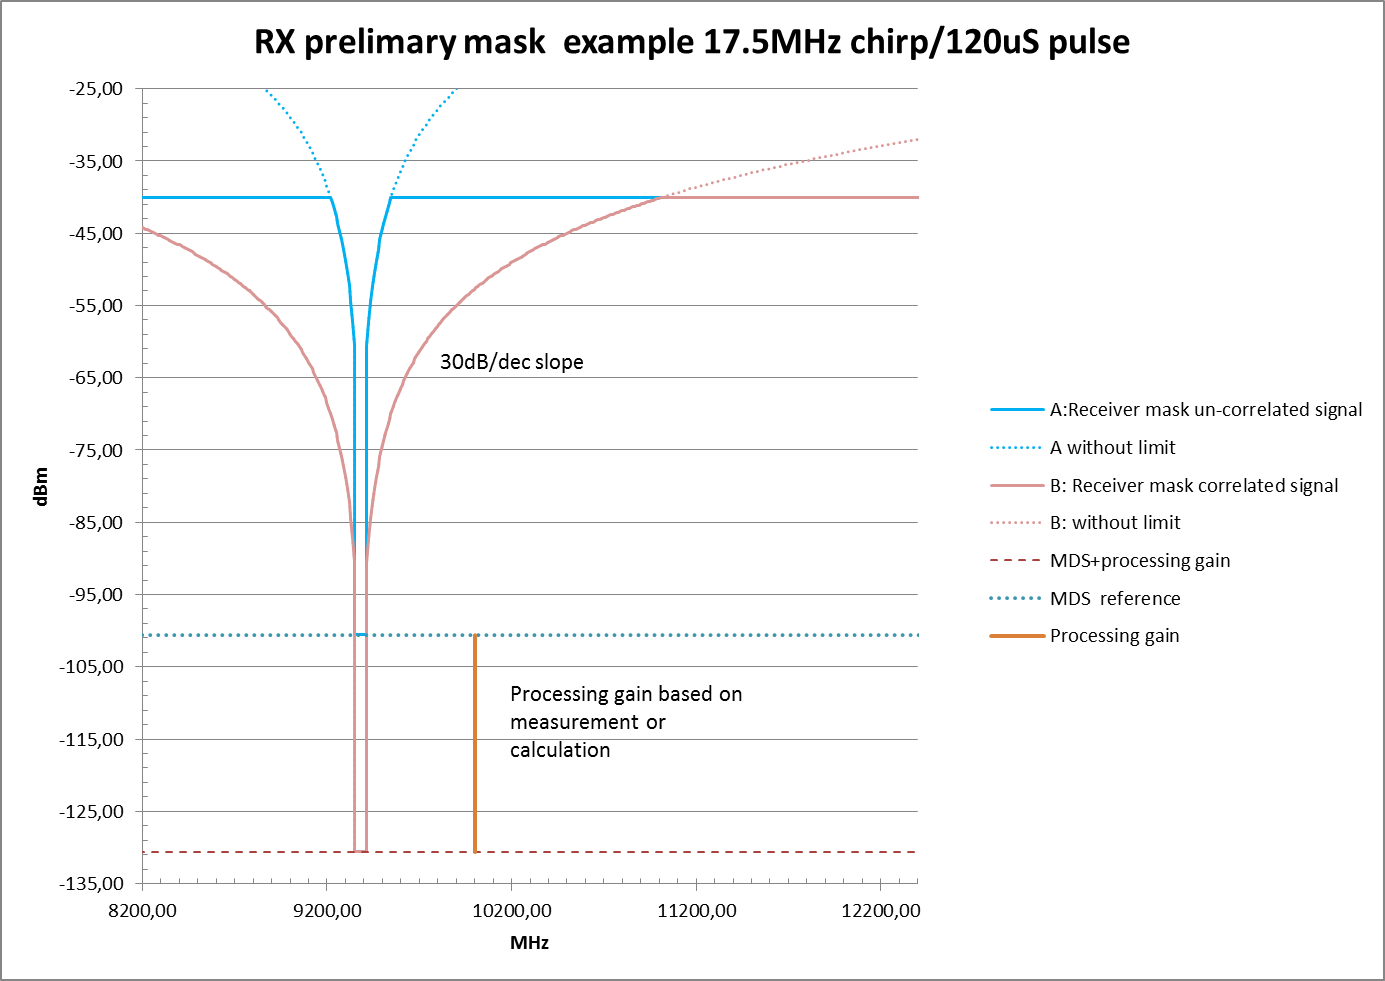 RX prelimary mask  example 17.5MHz chirp/120uS pulse
-25,00
-35,00
-45,00
-55,00
-65,00
-75,00
-85,00
-95,00
-105,00
-115,00
-125,00
-135,00
dBm
30dB/dec slope
Processing gain based on
measurement or
calculation
8200,00
9200,00
10200,00
11200,00
12200,00
MHz
A:Receiver mask un-correlated signal
A without limit
B: Receiver mask correlated signal
B: without limit
MDS+processing gain
MDS  reference
Processing gain